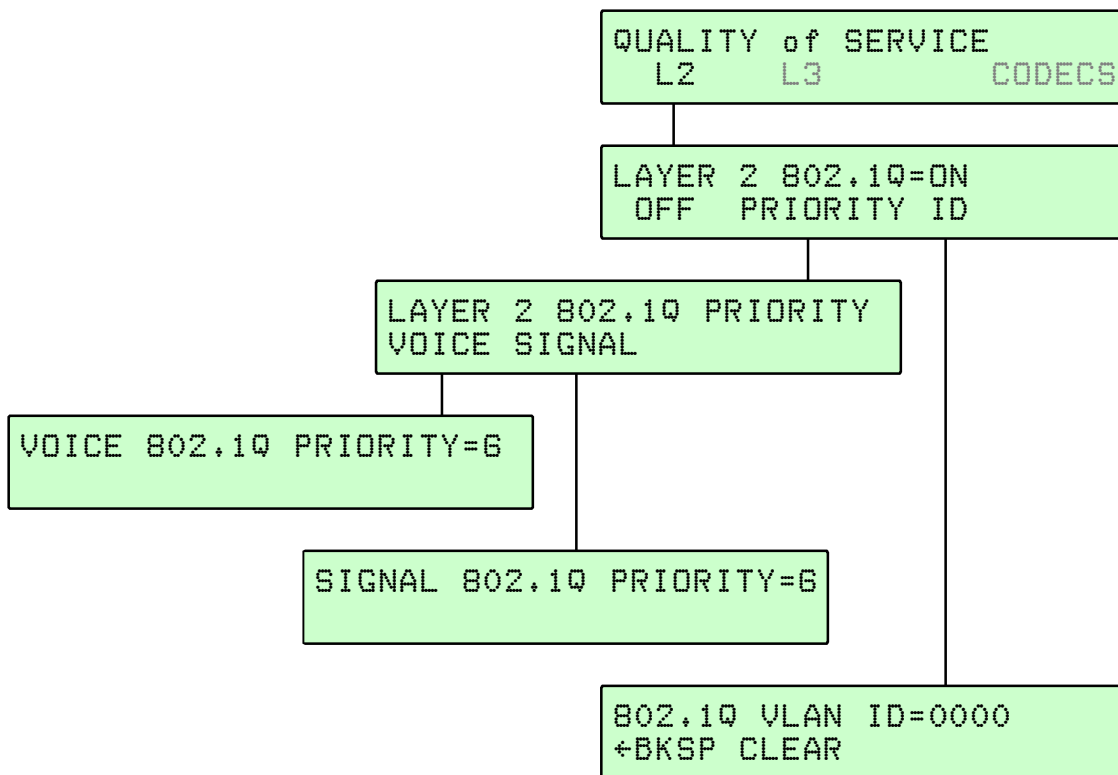 QUALITY of SERVICE
L2 L3 CODECS
LAYER 2 802.1Q=ON
OFF PRIORITY ID
LAYER 2 802.1Q PRIORITY
VOICE SIGNAL
VOICE 802.1Q PRIORITY=6
SIGNAL 802.1Q PRIORITY=6
802.1Q VLAN ID=0000
←BKSP CLEAR